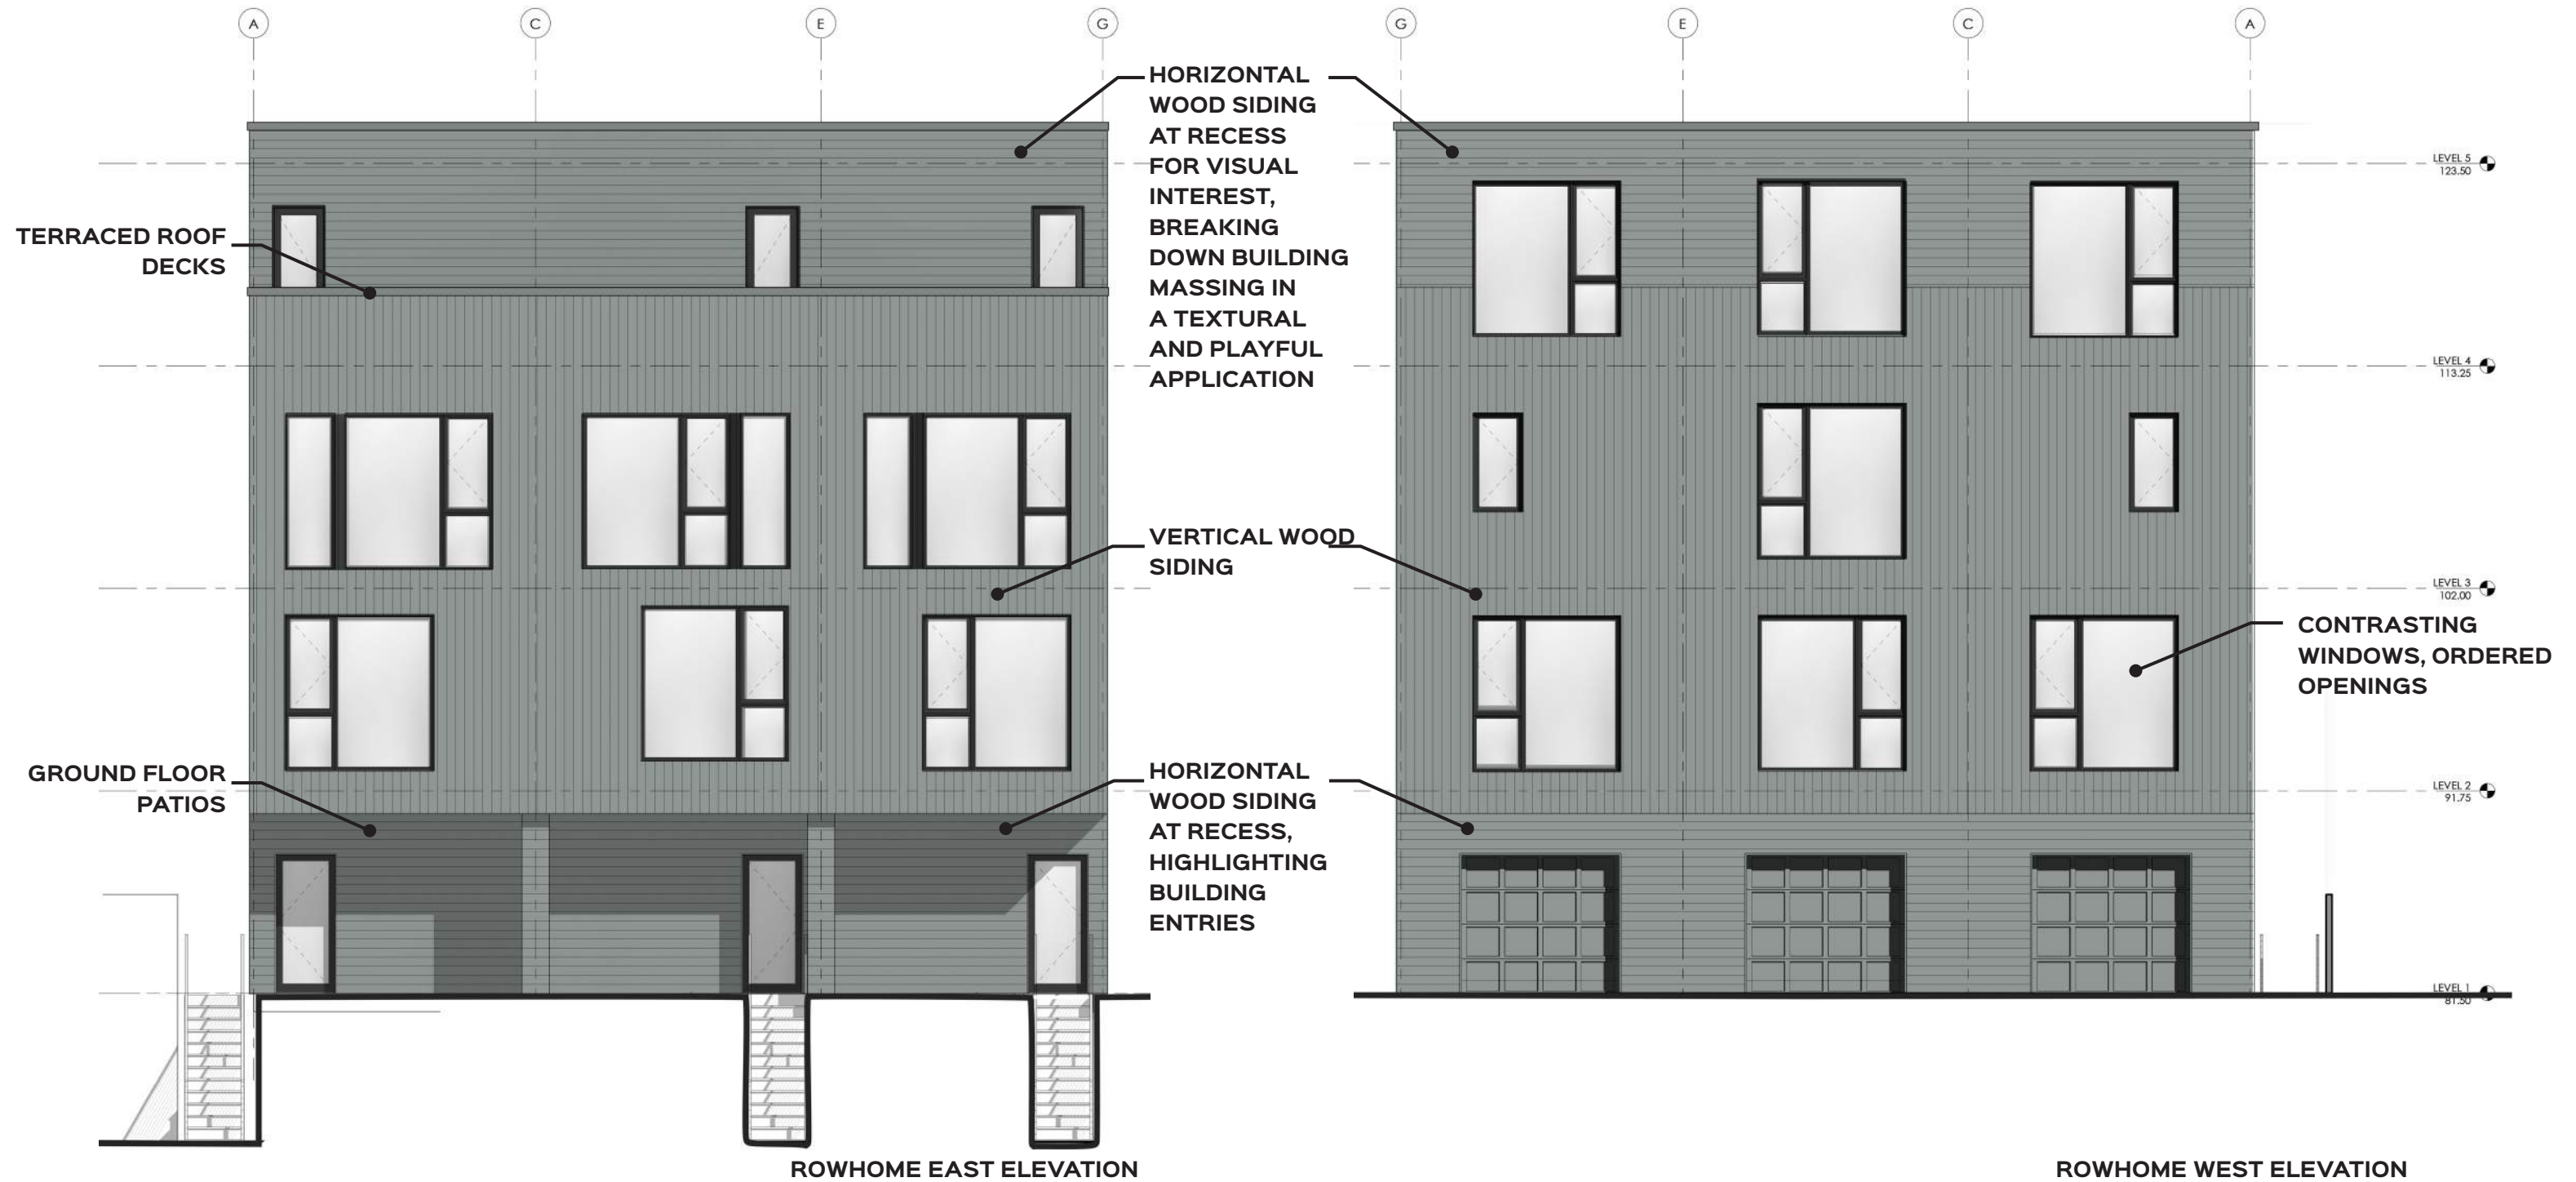 A
C
E
G
G
E
C
A
HORIZONTAL
WOOD SIDING
AT RECESS
FOR VISUAL
INTEREST,
BREAKING
DOWN BUILDING
MASSING IN
A TEXTURAL
AND PLAYFUL
APPLICATION
TERRACED ROOF
DECKS
VERTICAL WOOD
SIDING
GROUND FLOOR
PATIOS
HORIZONTAL
WOOD SIDING
AT RECESS,
HIGHLIGHTING
BUILDING
ENTRIES
LEVEL 5
123.50
LEVEL 4
113.25
LEVEL 3
102.00
CONTRASTING
WINDOWS, ORDERED
OPENINGS
LEVEL 2
91.75
LEVEL 1
81.50
ROWHOME EAST ELEVATION
ROWHOME WEST ELEVATION